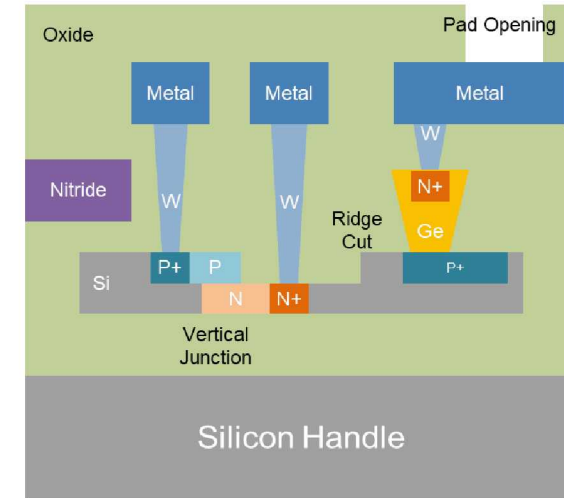 Pad Opening
Oxide
Metal
Metal
Metal
W
Nitride
W
W
N+
Ridge
Cut
Ge
Si
P+
P
P+
N
N+
Vertical
Junction
Silicon Handle